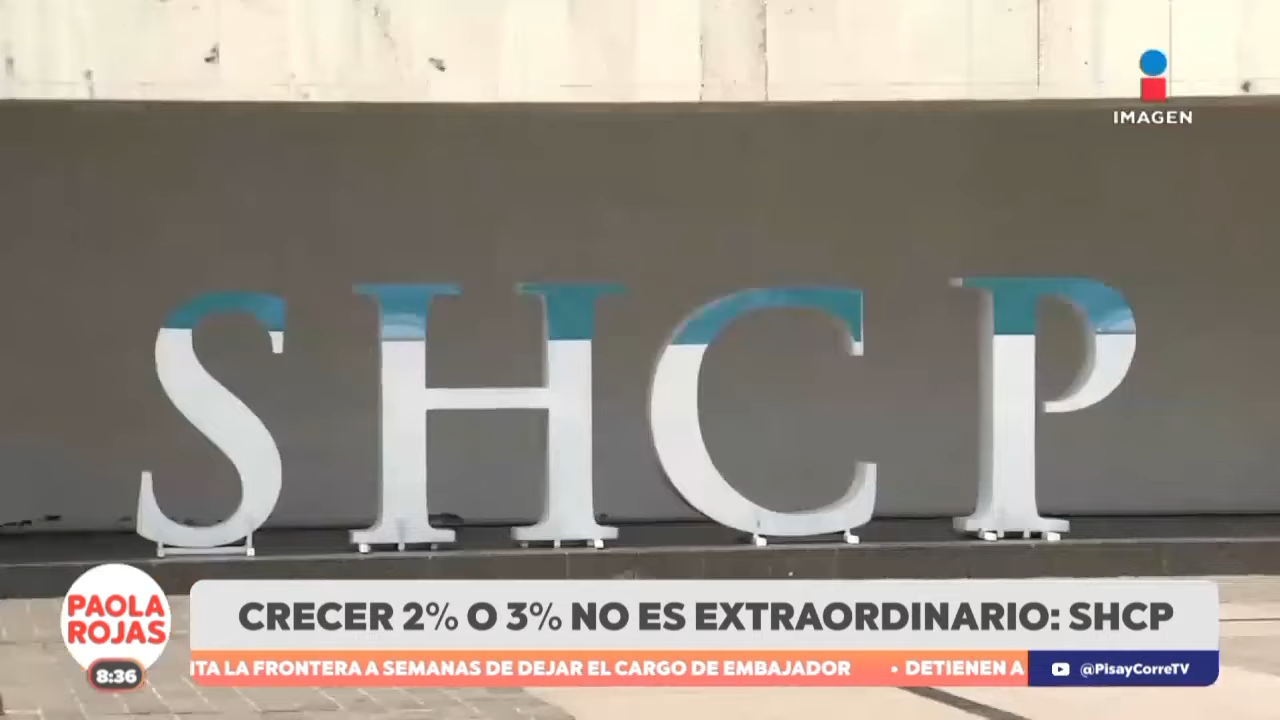 IMAGEN
SHCP
PAOLA
ROJAS
8:36
CRECER 2% O 3% NO ES EXTRAORDINARIO: SHCP
ITA LA FRONTERA A SEMANAS DE DEJAR EL CARGO DE EMBAJADOR • DETIENEN A
@PisayCorreTV